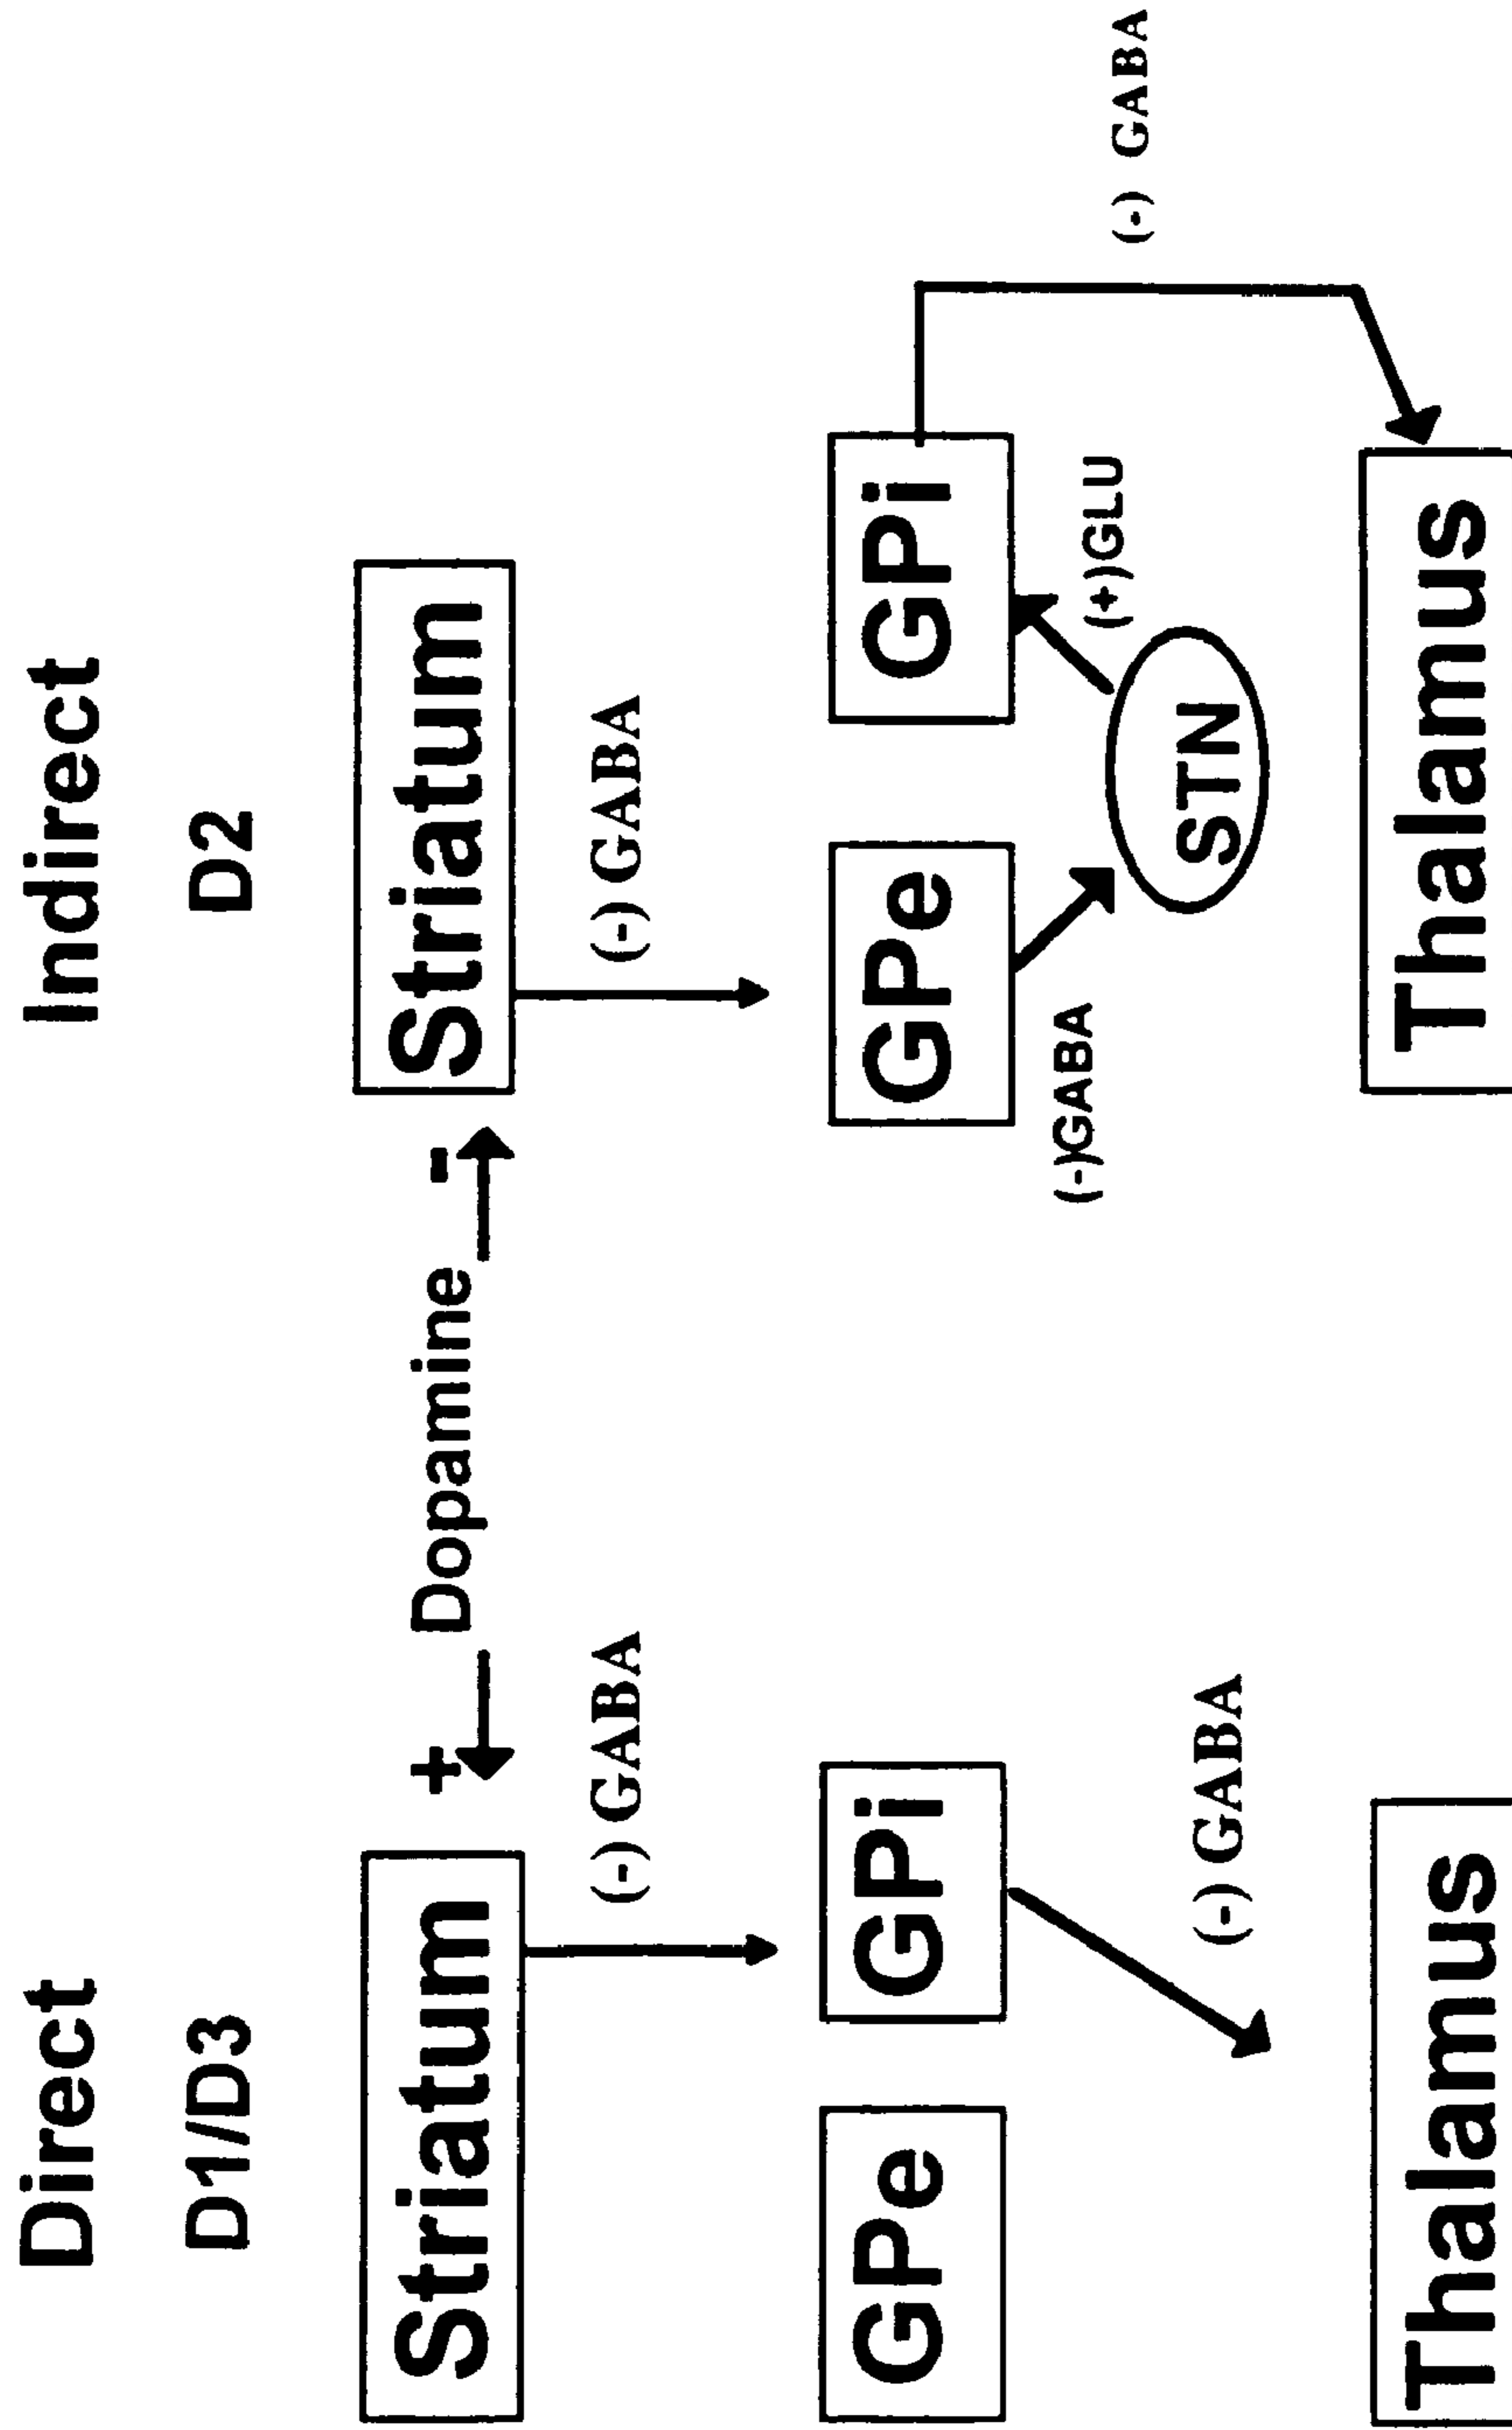 Direct
Indirect
D1/D3
D2
Striatum
+
Dopamine
-
Striatum
(-) GABA
(-) GABA
GPe
GPi
GPe
GPi
(-) GABA
(-)GABA
(+)GLU
(-) GABA
STN
Thalamus
Thalamus